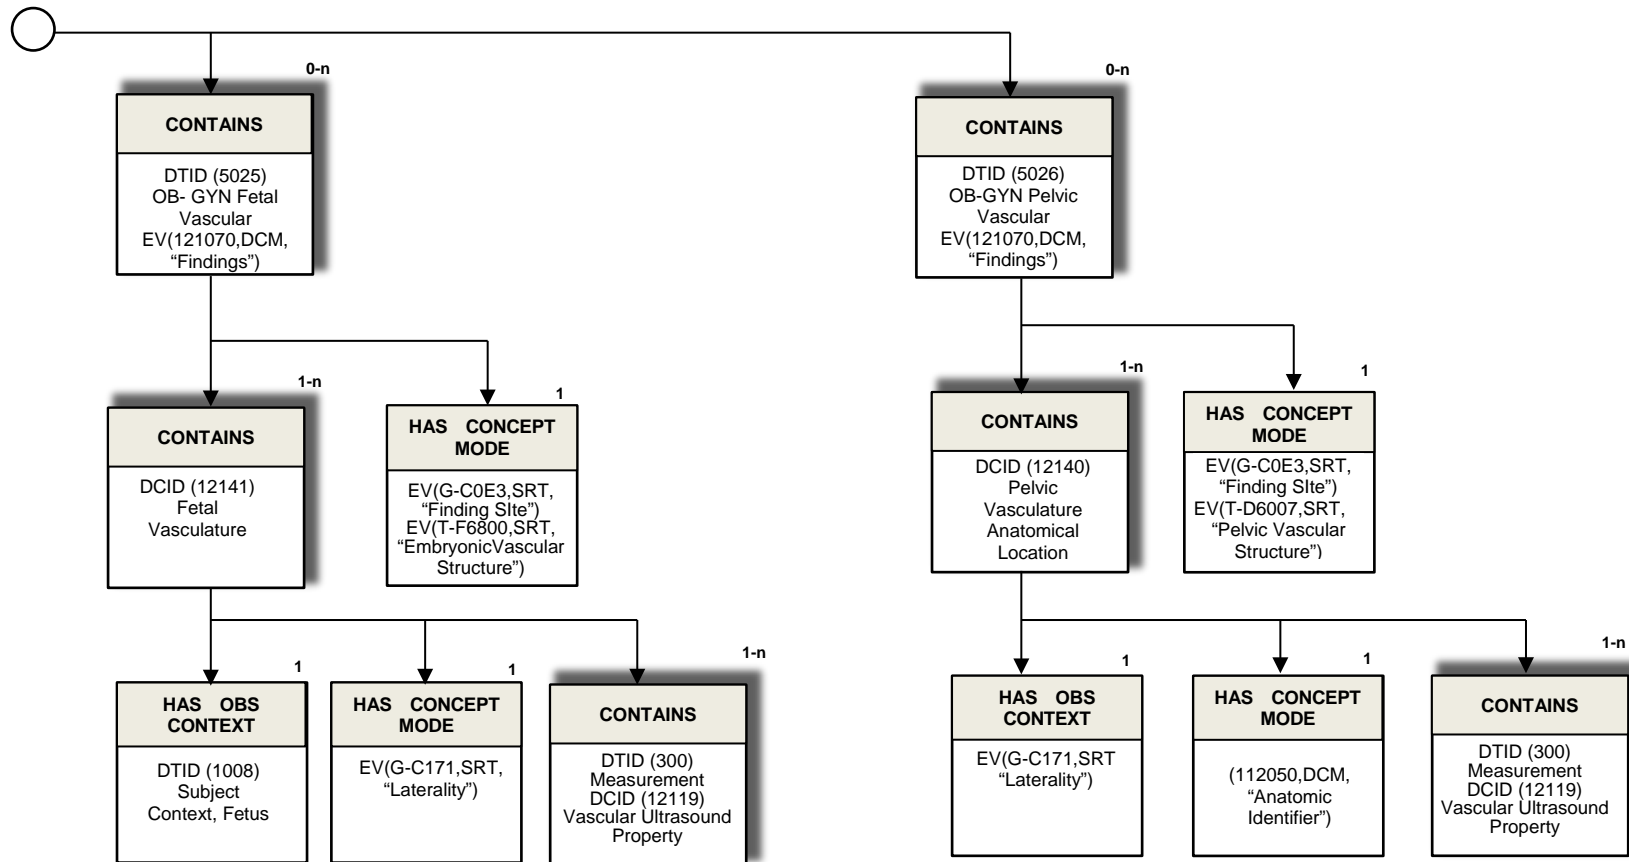 0-n
CONTAINS
DTID (5025)
OB- GYN Fetal
Vascular
EV(121070,DCM,
“Findings”)
0-n
CONTAINS
DTID (5026)
OB-GYN Pelvic
Vascular
EV(121070,DCM,
“Findings”)
1-n
CONTAINS
DCID (12141)
Fetal
Vasculature
1
HAS CONCEPT
MODE
EV(G-C0E3,SRT,
“Finding SIte”)
EV(T-F6800,SRT,
“EmbryonicVascular
Structure”)
1-n
CONTAINS
DCID (12140)
Pelvic
Vasculature
Anatomical
Location
1
HAS CONCEPT
MODE
EV(G-C0E3,SRT,
“Finding SIte”)
EV(T-D6007,SRT,
“Pelvic Vascular
Structure”)
1
HAS OBS
CONTEXT
DTID (1008)
Subject
Context, Fetus
1
HAS CONCEPT
MODE
EV(G-C171,SRT,
“Laterality”)
1-n
CONTAINS
DTID (300)
Measurement
DCID (12119)
Vascular Ultrasound
Property
1
HAS OBS
CONTEXT
EV(G-C171,SRT
“Laterality”)
1
HAS CONCEPT
MODE
(112050,DCM,
“Anatomic
Identifier”)
1-n
CONTAINS
DTID (300)
Measurement
DCID (12119)
Vascular Ultrasound
Property